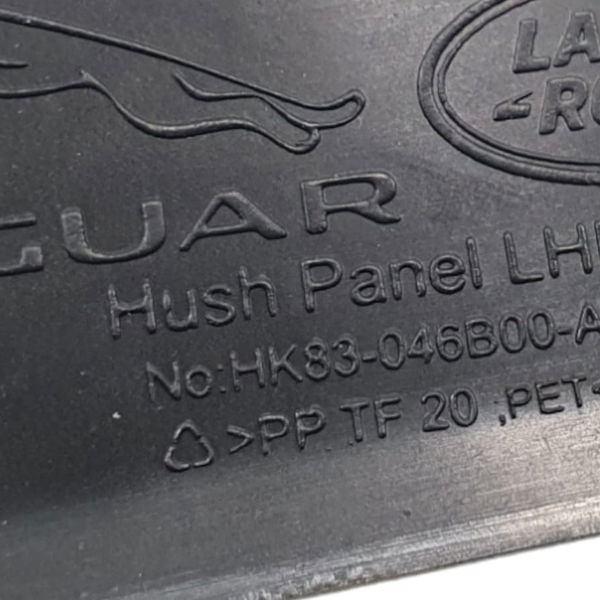 LA
RO
GUAR
Hush Panel LH
No:HK83-046B00-A
>PP TF 20 ,PET